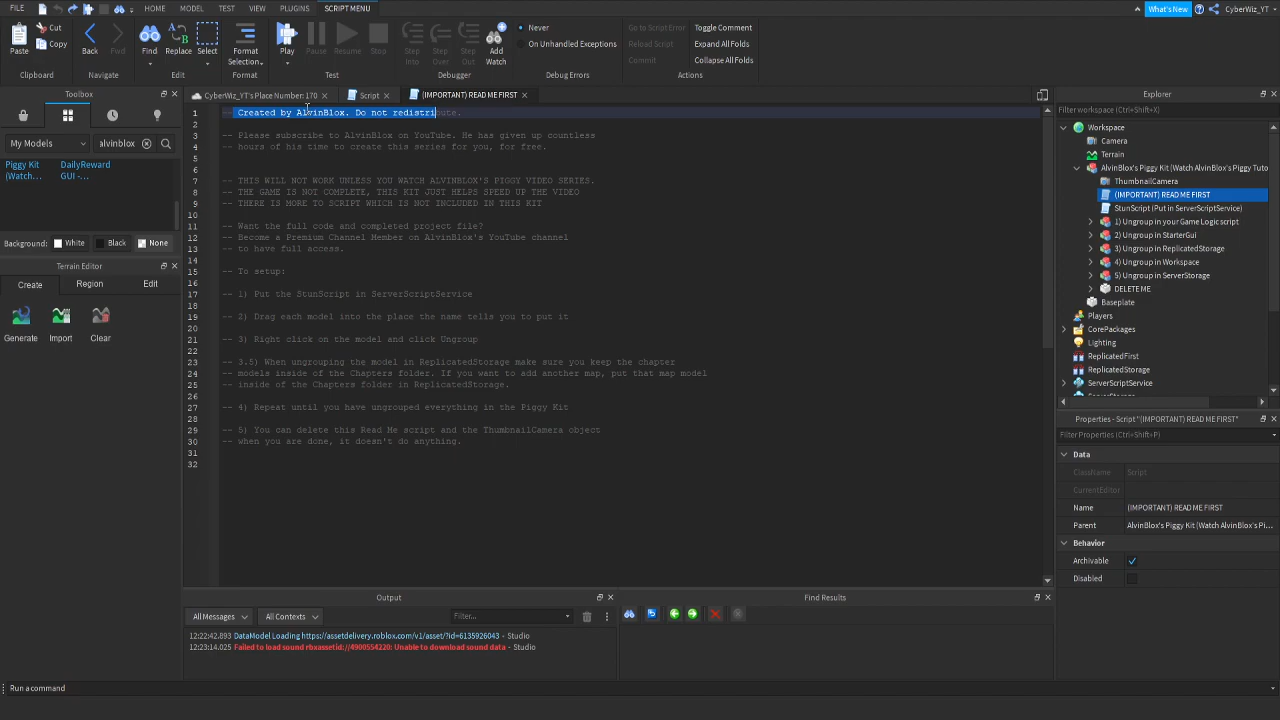 FILE HOME MODEL TEST VIEW PLUGINS SCRIPT MENU What's New CyberWiz_YT
Paste Cut Copy Back Find Replace Select Format Selection Play Pause Resume Stop Step Into Step Over Step Out Add Watch
Never
On Unhandled Exceptions
Go to Script Error
Reload Script
Commit
Toggle Comment
Expand All Folds
Collapse All Folds
Clipboard Navigate Edit Format Test Debugger Debug Errors Actions
Toolbox
My Models alvinblox
Piggy Kit (Watch...
DailyReward GUI -...
Background: White Black None
Terrain Editor
Create Region Edit
Generate Import Clear
CyberWiz_YT's Place Number: 170 Script (IMPORTANT) READ ME FIRST
1 -- Created by AlvinBlox. Do not redistribute.
2
3 -- Please subscribe to AlvinBlox on YouTube. He has given up countless
4 -- hours of his time to create this series for you, for free.
5
6
7 -- THIS WILL NOT WORK UNLESS YOU WATCH ALVINBLOX'S PIGGY VIDEO SERIES.
8 -- THE GAME IS NOT COMPLETE, THIS KIT JUST HELPS SPEED UP THE VIDEO
9 -- THERE IS MORE TO SCRIPT WHICH IS NOT INCLUDED IN THIS KIT
10
11 -- Want the full code and completed project file?
12 -- Become a Premium Channel Member on AlvinBlox's YouTube channel
13 -- to have full access.
14
15 -- To setup:
16
17 -- 1) Put the StunScript in ServerScriptService
18
19 -- 2) Drag each model into the place the name tells you to put it
20
21 -- 3) Right click on the model and click Ungroup
22
23 -- 3.5) When ungrouping the model in ReplicatedStorage make sure you keep the chapter
24 -- models inside of the Chapters folder. If you want to add another map, put that map model
25 -- inside of the Chapters folder in ReplicatedStorage.
26
27 -- 4) Repeat until you have ungrouped everything in the Piggy Kit
28
29 -- 5) You can delete this Read Me script and the ThumbnailCamera object
30 -- when you are done, it doesn't do anything.
31
32
Output
All Messages All Contexts Filter...
12:22:42.893 DataModel Loading https://assetdelivery.roblox.com/v1/asset/?id=6135926043 - Studio
12:23:14.025 Failed to load sound rbxassetid://4900554220: Unable to download sound data - Studio
Find Results
Explorer
Filter workspace (Ctrl+Shift+X)
Workspace
Camera
Terrain
AlvinBlox's Piggy Kit (Watch AlvinBlox's Piggy Tuto
ThumbnailCamera
(IMPORTANT) READ ME FIRST
StunScript (Put in ServerScriptService)
1) Ungroup in your Game Logic script
2) Ungroup in StarterGui
3) Ungroup in ReplicatedStorage
4) Ungroup in Workspace
5) Ungroup in ServerStorage
DELETE ME
Baseplate
Players
CorePackages
Lighting
ReplicatedFirst
ReplicatedStorage
ServerScriptService
Properties - Script "(IMPORTANT) READ ME FIRST"
Filter Properties (Ctrl+Shift+P)
Data
ClassName Script
CurrentEditor
Name (IMPORTANT) READ ME FIRST
Parent AlvinBlox's Piggy Kit (Watch AlvinBlox's Pi...
Behavior
Archivable
Disabled
Run a command